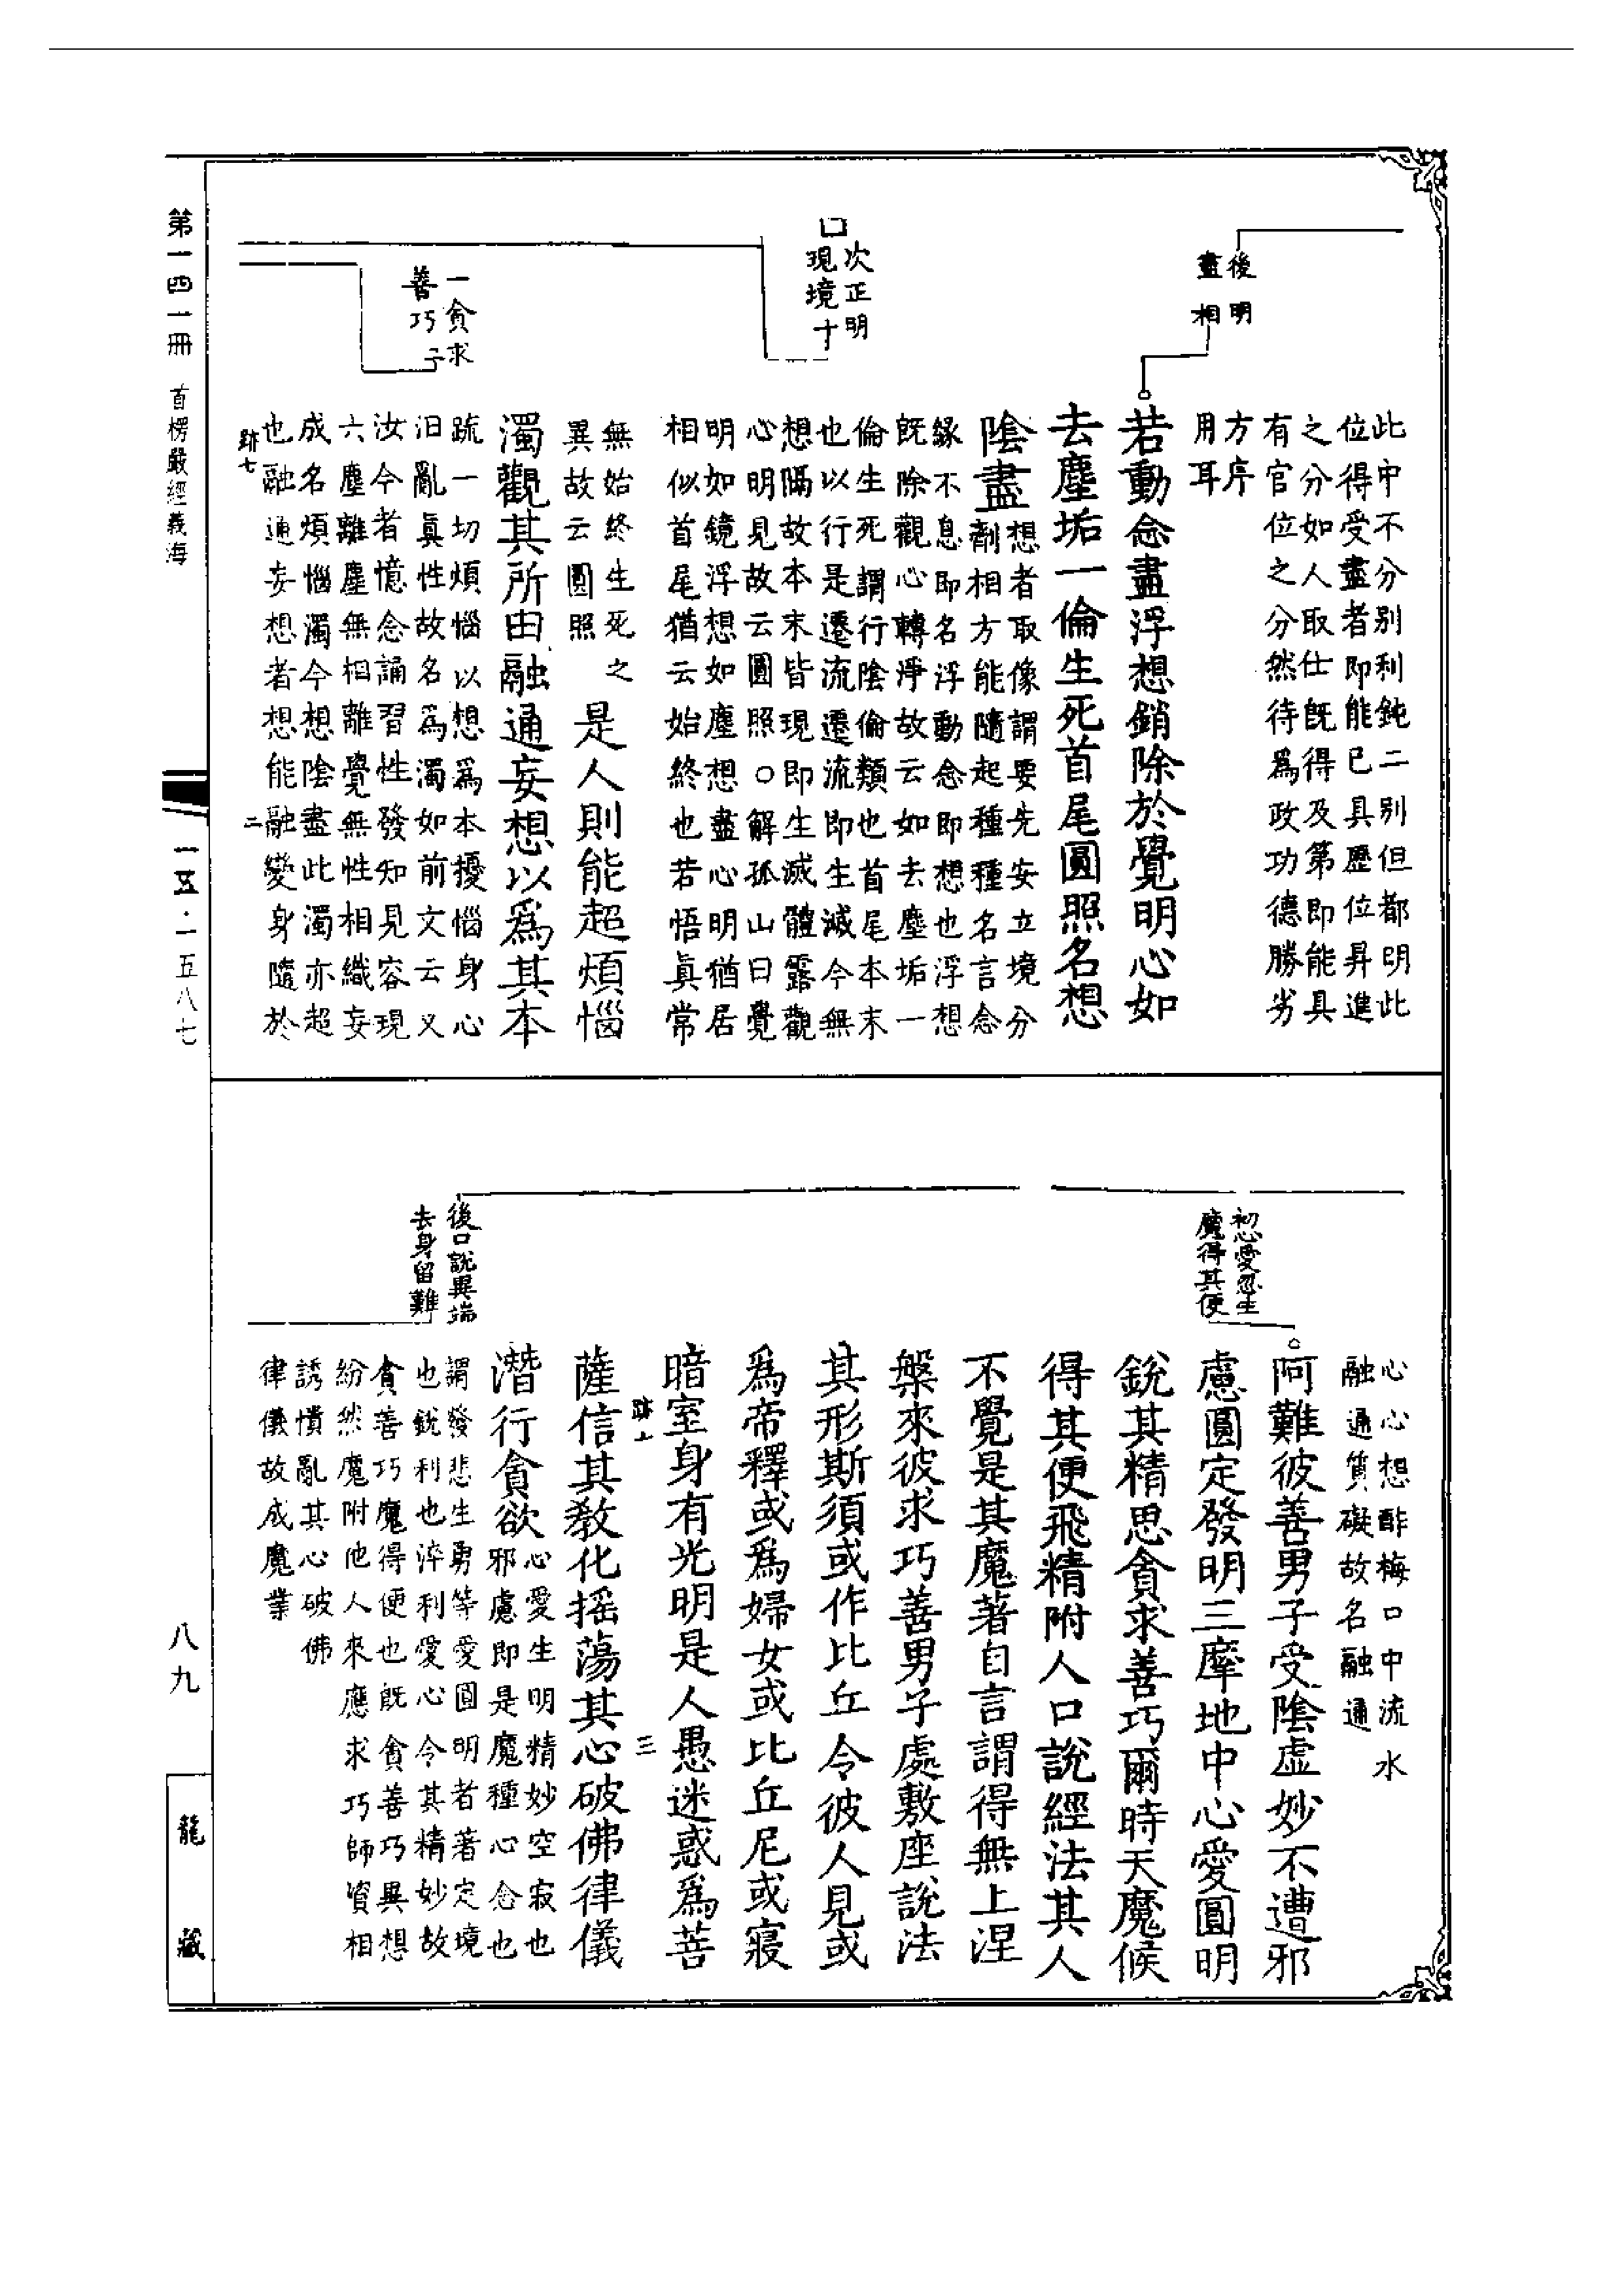 後明
盡相
此中不分別利鈍二別但都明此
位得受盡者即能已具歷位昇進
之分如人取仕旣得及第即能具
有官位之分然待爲政功德勝劣
方序
用耳
若動念盡浮想銷除於覺明心如
去塵垢一倫生死首尾圓照名想
陰盡
想者取像謂要先安立境分
劑相方能隨起種種名言念
緣不息即名浮動念即想也浮想
旣除觀心轉淨故云如去塵垢一
倫生死謂行陰倫類也首尾本末
也以行是遷流遷流即生滅今無
想隔故本末皆現即生滅體露觀
心明見故云圓照○解孤山曰覺
明如鏡浮想如塵想盡心明猶居
相似首尾猶云始終也若悟眞常
無始終生死之
異故云圓照
是人則能超煩惱
濁觀其所由融通妄想以爲其本
疏一切煩惱以想爲本擾惱身心
汩亂眞性故名爲濁如前文云又
汝今者憶念誦習性發知見容現
六塵離塵無相離覺無性相織妄
成名煩惱濁今想陰盡此濁亦超
也融通妄想者想能融變身隨於
跡七
二
次正明
現境十
一貪求
善巧子
心心想酢梅口中流水
融通質礙故名融通
初心愛忽生
魔得其便
阿難彼善男子受陰虛妙不遭邪
慮圓定發明三摩地中心愛圓明
銳其精思貪求善巧爾時天魔候
得其便飛精附人口說經法其人
不覺是其魔著自言謂得無上涅
槃來彼求巧善男子處敷座說法
其形斯須或作比丘令彼人見或
爲帝釋或爲婦女或比丘尼或寢
暗室身有光明是人愚迷惑爲菩
三
薩信其教化搖蕩其心破佛律儀
潛行貪欲
心愛生明精妙空寂也
邪慮即是魔種心念也
後口說異端
去身留難
謂發悲生勇等愛圓明者著定境
也銳利也淬利愛心令其精妙故
貪善巧魔得便也旣貪善巧異想
紛然魔附他人來應求巧師資相
誘憒亂其心破佛
律儀故成魔業
第一四一冊
首楞嚴經義海
一五·一五八七
八九
龍藏